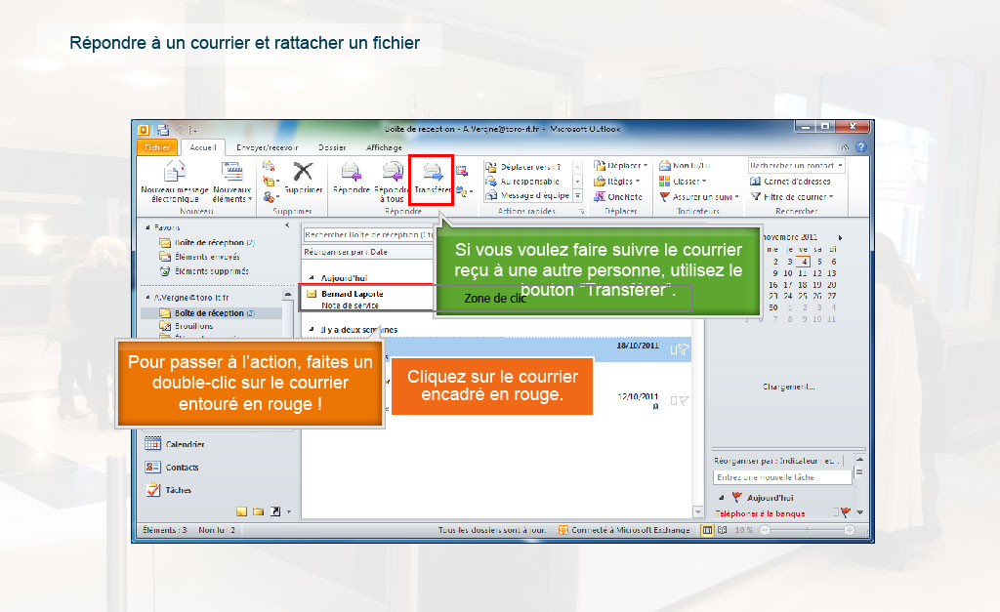 Répondre à un courrier et rattacher un fichier
Boîte de réception - A.Vergne@toro-it.fr - Microsoft Outlook
Fichier Accueil Envoyer/recevoir Dossier Affichage
Nouveau message électronique
Nouveaux éléments
Nouveau
Supprimer
Supprimer
Répondre
Répondre à tous
Transférer
Répondre
Déplacer vers : ?
Au responsable
Message d'équipe
Actions rapides
Déplacer
Règles
OneNote
Déplacer
Non lu/Lu
Classer
Assurer un suivi
Indicateurs
Rechercher un contact
Carnet d'adresses
Filtre de courrier
Rechercher
Favoris
Boîte de réception (2)
Éléments envoyés
Éléments supprimés
A.Vergne@toro-it.fr
Boîte de réception (2)
Brouillons
Rechercher Boîte de réception (Ct
Réorganiser par : Date
Aujourd'hui
Bernard Laporte
Note de service
Il y a deux semaines
18/10/2011
12/10/2011
Si vous voulez faire suivre le courrier
reçu à une autre personne, utilisez le
bouton "Transférer".
Zone de clic
Pour passer à l'action, faites un
double-clic sur le courrier
entouré en rouge !
Cliquez sur le courrier
encadré en rouge.
novembre 2011
me je ve sa di
2 3 4 5 6
9 10 11 12 13
16 17 18 19 20
23 24 25 26 27
30 1 2 3 4
7 8 9 10 11
Chargement...
Calendrier
Contacts
Tâches
Réorganiser par : Indicateur : éc...
Entrez une nouvelle tâche
Aujourd'hui
Téléphoner à la banque
Éléments : 3 Non lu : 2
Tous les dossiers sont à jour. Connecté à Microsoft Exchange 10 %